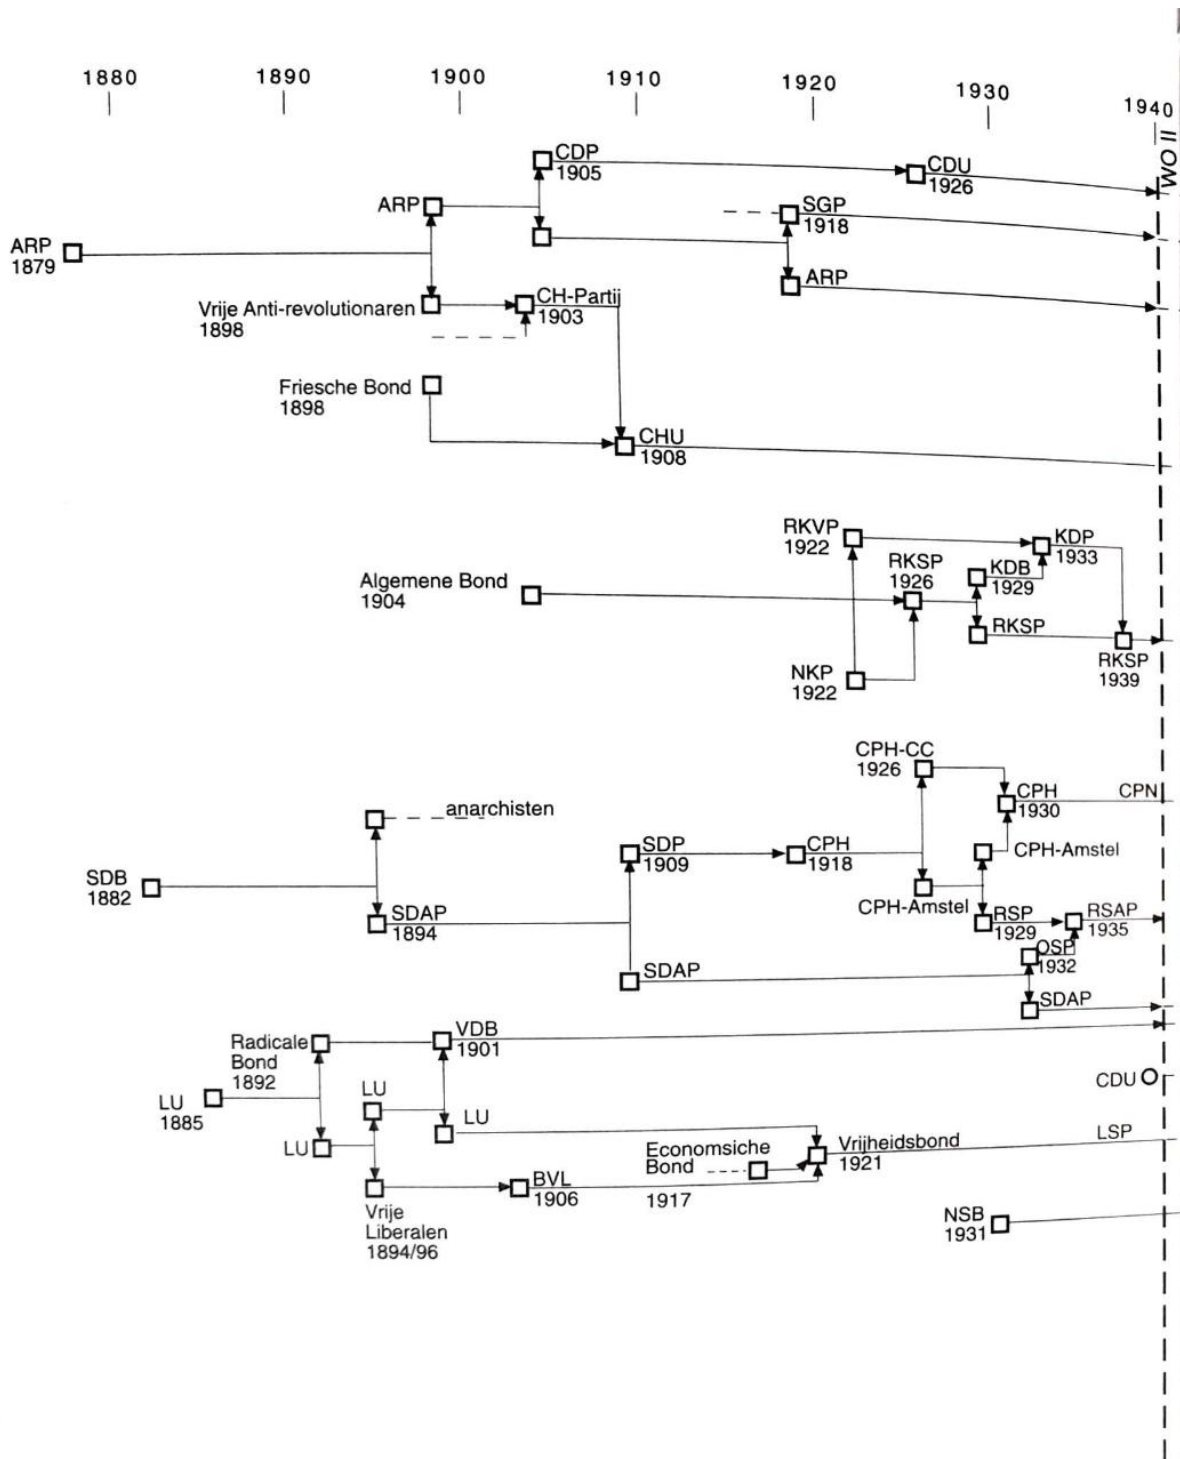 1880
1890
1900
1910
1920
1930
1940
WO II
CDP
1905
CDU
1926
ARP
SGP
1918
ARP
1879
ARP
Vrije Anti-revolutionaren
1898
CH-Partij
1903
Friesche Bond
1898
CHU
1908
RKVP
1922
KDP
1933
RKSP
1926
KDB
1929
Algemene Bond
1904
RKSP
NKP
1922
RKSP
1939
CPH-CC
1926
CPH
1930
CPN
anarchisten
SDP
1909
CPH
1918
CPH-Amstel
SDB
1882
CPH-Amstel
SDAP
1894
RSP
1929
RSAP
1935
OSP
1932
SDAP
SDAP
Radicale
Bond
1892
VDB
1901
CDU
LU
1885
LU
LU
LU
Economsiche
Bond
1917
Vrijheidsbond
1921
LSP
BVL
1906
Vrije
Liberalen
1894/96
NSB
1931